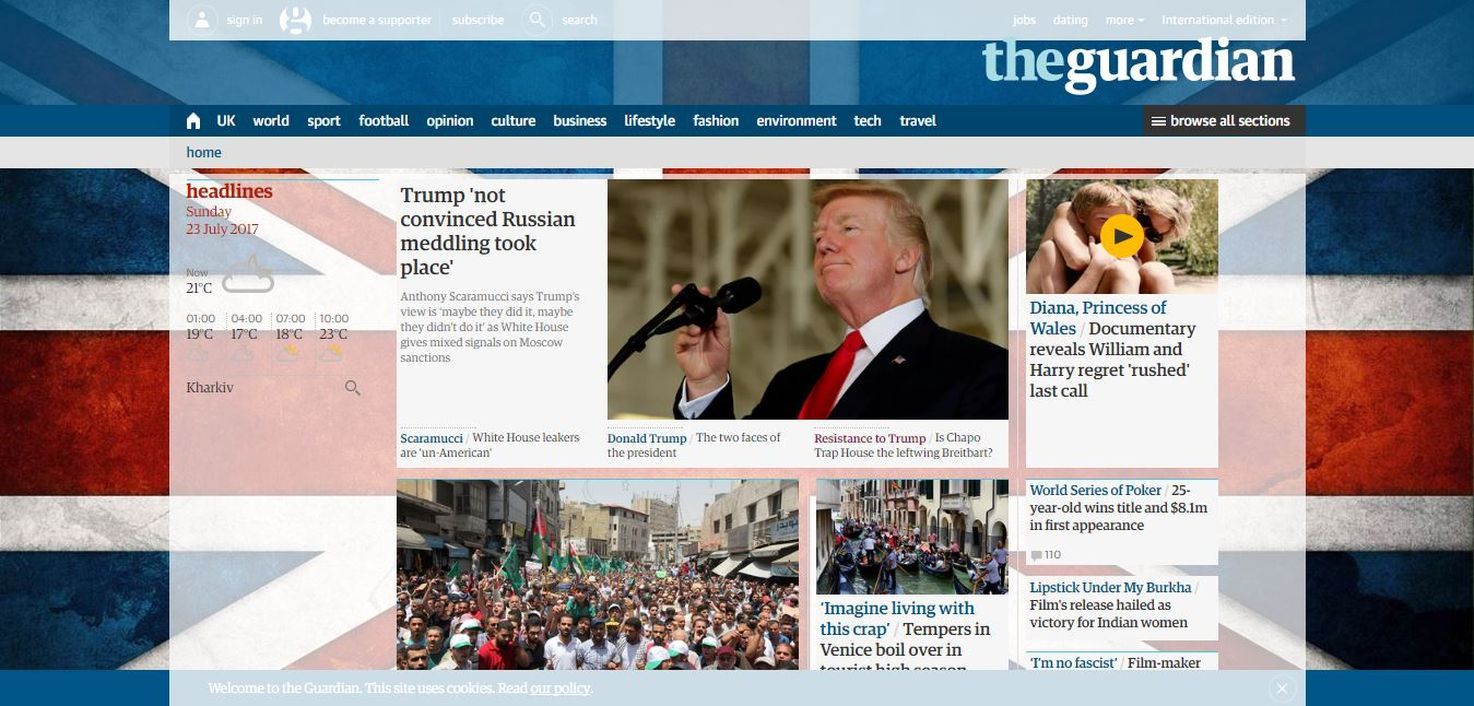 sign in
become a supporter
subscribe
search
jobs
dating
more
International edition
theguardian
UK
world
sport
football
opinion
culture
business
lifestyle
fashion
environment
tech
travel
browse all sections
home
headlines
Sunday
23 July 2017
Now
21°C
01:00
04:00
07:00
10:00
19°C
17°C
18°C
23°C
Kharkiv
Trump 'not
convinced Russian
meddling took
place'
Anthony Scaramucci says Trump's
view is 'maybe they did it, maybe
they didn't do it' as White House
gives mixed signals on Moscow
sanctions
Scaramucci / White House leakers
are 'un-American'
Donald Trump / The two faces of
the president
Resistance to Trump / Is Chapo
Trap House the leftwing Breitbart?
Diana, Princess of
Wales / Documentary
reveals William and
Harry regret 'rushed'
last call
‘Imagine living with
this crap’ / Tempers in
Venice boil over in
tourist high season
World Series of Poker / 25-
year-old wins title and $8.1m
in first appearance
110
Lipstick Under My Burkha /
Film's release hailed as
victory for Indian women
'I'm no fascist' / Film-maker
Welcome to the Guardian. This site uses cookies. Read our policy.